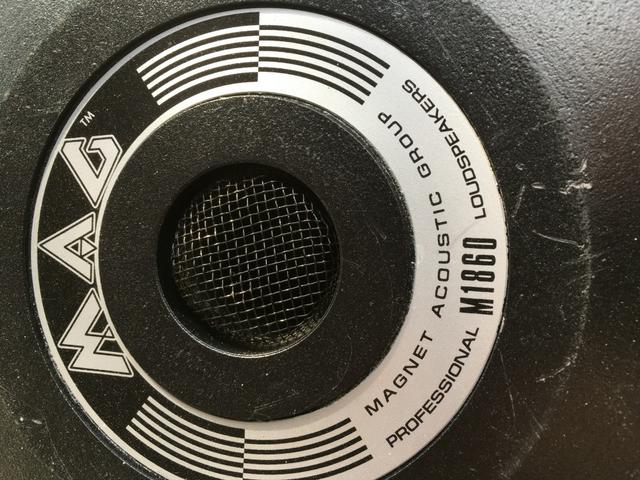 MAG™
MAGNET ACOUSTIC GROUP
PROFESSIONAL M1860 LOUDSPEAKERS